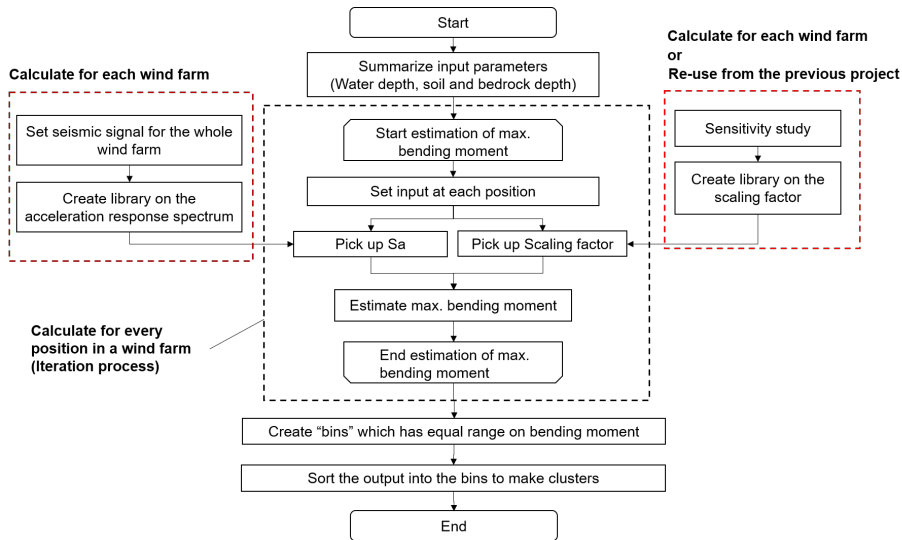 Start
Summarize input parameters
(Water depth, soil and bedrock depth)
Calculate for each wind farm
Set seismic signal for the whole
wind farm
Create library on the
acceleration response spectrum
Calculate for each wind farm
or
Re-use from the previous project
Sensitivity study
Create library on the
scaling factor
Start estimation of max.
bending moment
Set input at each position
Pick up Sa
Pick up Scaling factor
Estimate max. bending moment
End estimation of max.
bending moment
Calculate for every
position in a wind farm
(Iteration process)
Create “bins” which has equal range on bending moment
Sort the output into the bins to make clusters
End